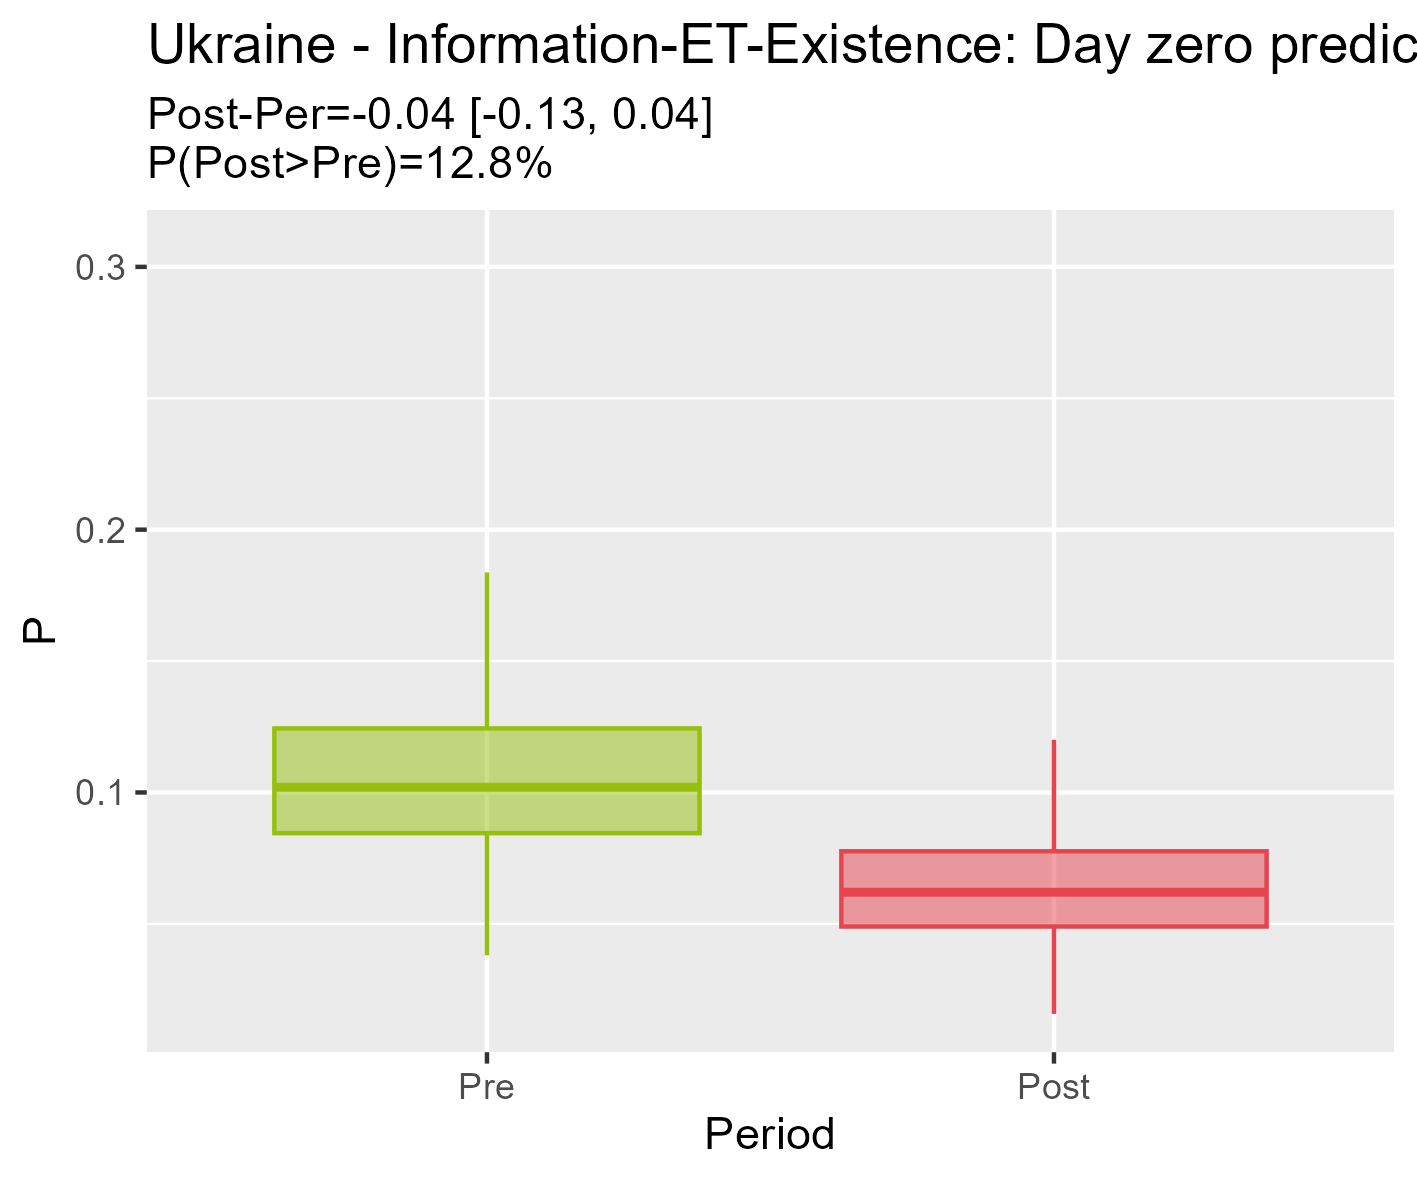 Ukraine - Information-ET-Existence: Day zero predic
Post-Per=-0.04 [-0.13, 0.04]
P(Post>Pre)=12.8%
0.3
0.2
0.1
P
Pre
Post
Period